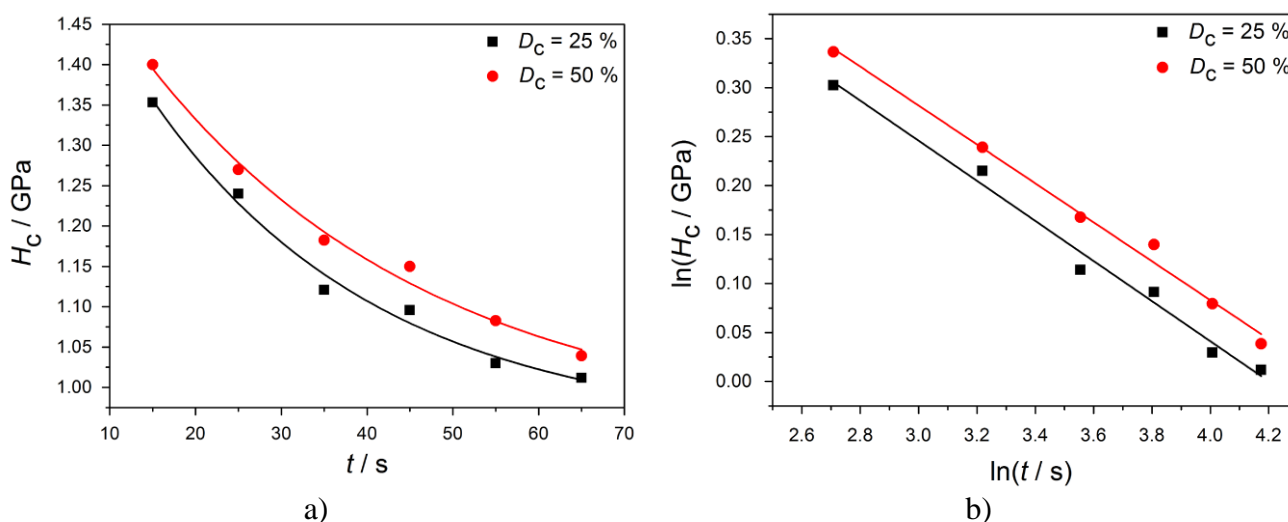 1.45
1.40
1.35
1.30
1.25
1.20
1.15
1.10
1.05
1.00
H_C / GPa
10 20 30 40 50 60 70
t / s
D_C = 25 %
D_C = 50 %
a)
0.35
0.30
0.25
0.20
0.15
0.10
0.05
0.00
ln(H_C / GPa)
2.6 2.8 3.0 3.2 3.4 3.6 3.8 4.0 4.2
ln(t / s)
D_C = 25 %
D_C = 50 %
b)